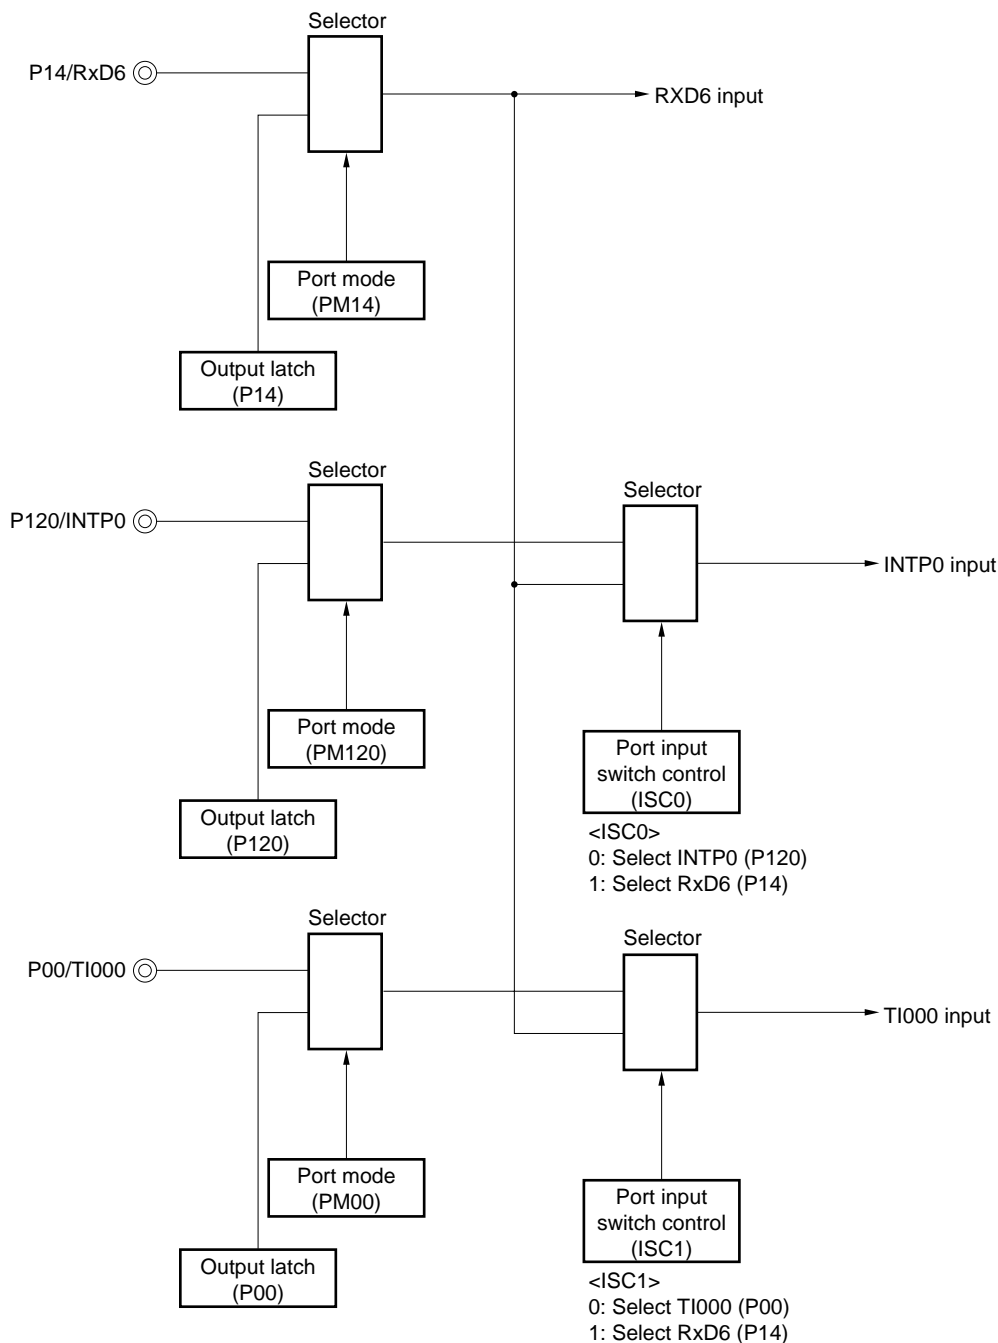 Selector
P14/RxD6
RXD6 input
Port mode
(PM14)
Output latch
(P14)
Selector
Selector
P120/INTP0
INTP0 input
Port mode
(PM120)
Port input
switch control
(ISC0)
Output latch
(P120)
<ISC0>
0: Select INTP0 (P120)
1: Select RxD6 (P14)
Selector
Selector
P00/TI000
TI000 input
Port mode
(PM00)
Port input
switch control
(ISC1)
Output latch
(P00)
<ISC1>
0: Select TI000 (P00)
1: Select RxD6 (P14)